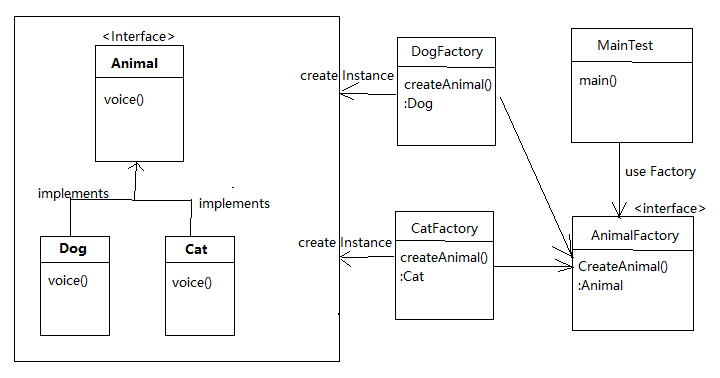 <Interface>
Animal
voice()
implements
implements
Dog
voice()
Cat
voice()
create Instance
create Instance
DogFactory
createAnimal()
:Dog
CatFactory
createAnimal()
:Cat
MainTest
main()
use Factory
<interface>
AnimalFactory
CreateAnimal()
:Animal